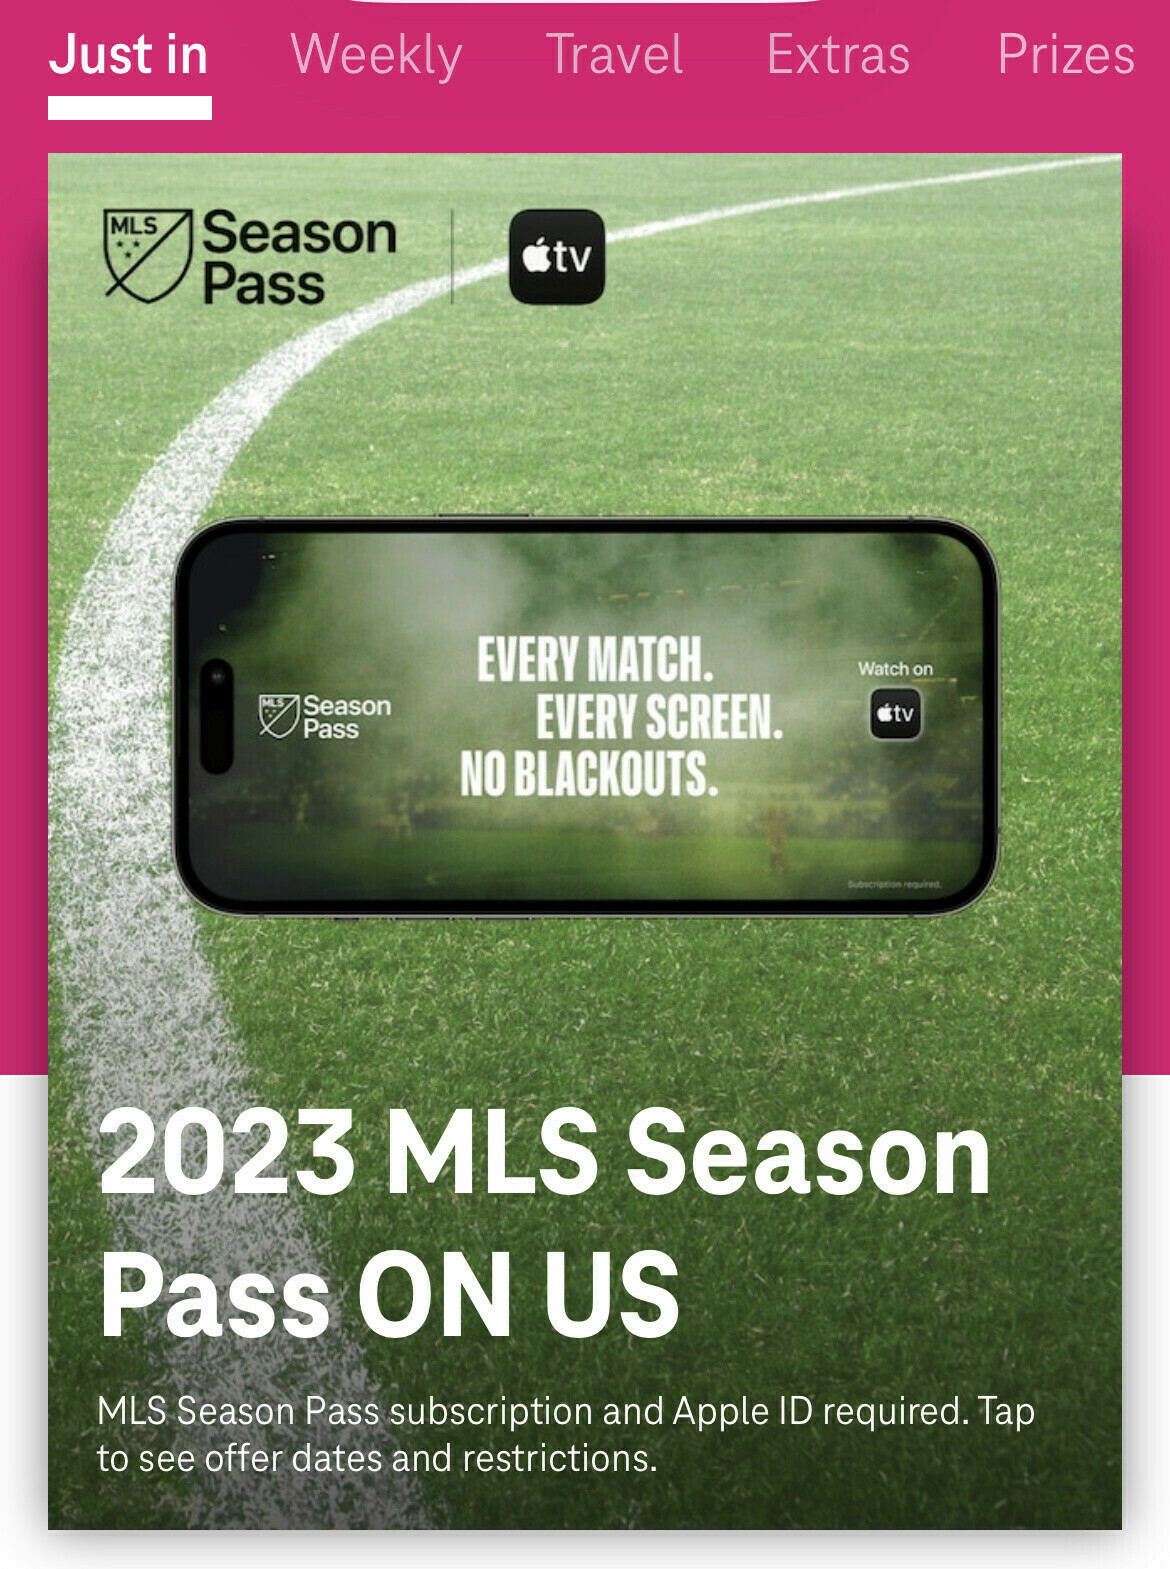 Just in Weekly Travel Extras Prizes
MLS Season
Pass
tv
EVERY MATCH.
EVERY SCREEN.
NO BLACKOUTS.
MLS Season
Pass
Watch on
tv
Subscription required.
2023 MLS Season
Pass ON US
MLS Season Pass subscription and Apple ID required. Tap
to see offer dates and restrictions.